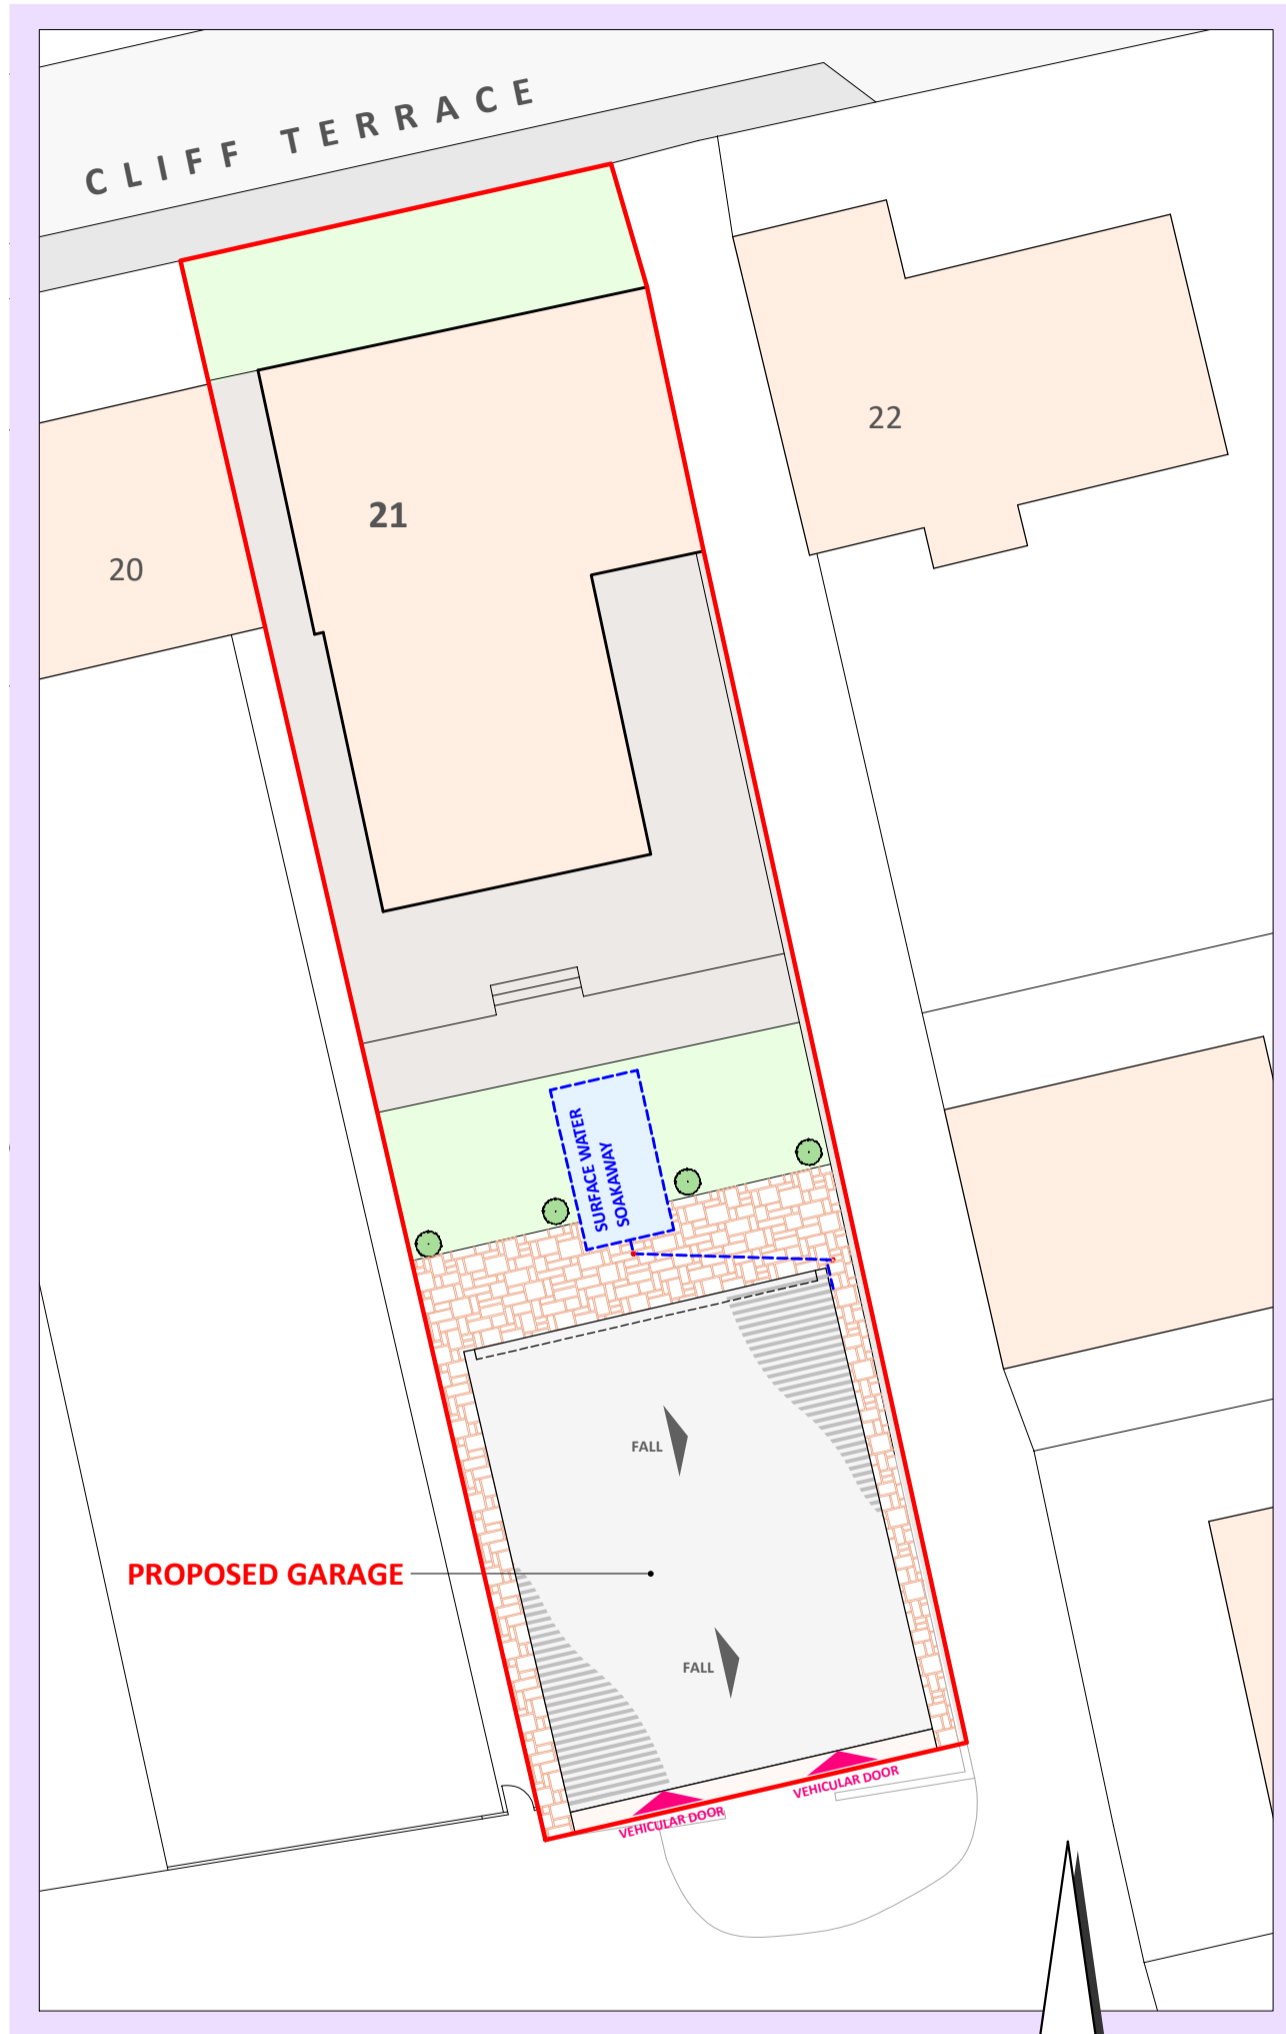 CLIFF TERRACE
22
21
20
SURFACE WATER
SOAKAWAY
FALL
PROPOSED GARAGE
FALL
VEHICULAR DOOR
VEHICULAR DOOR